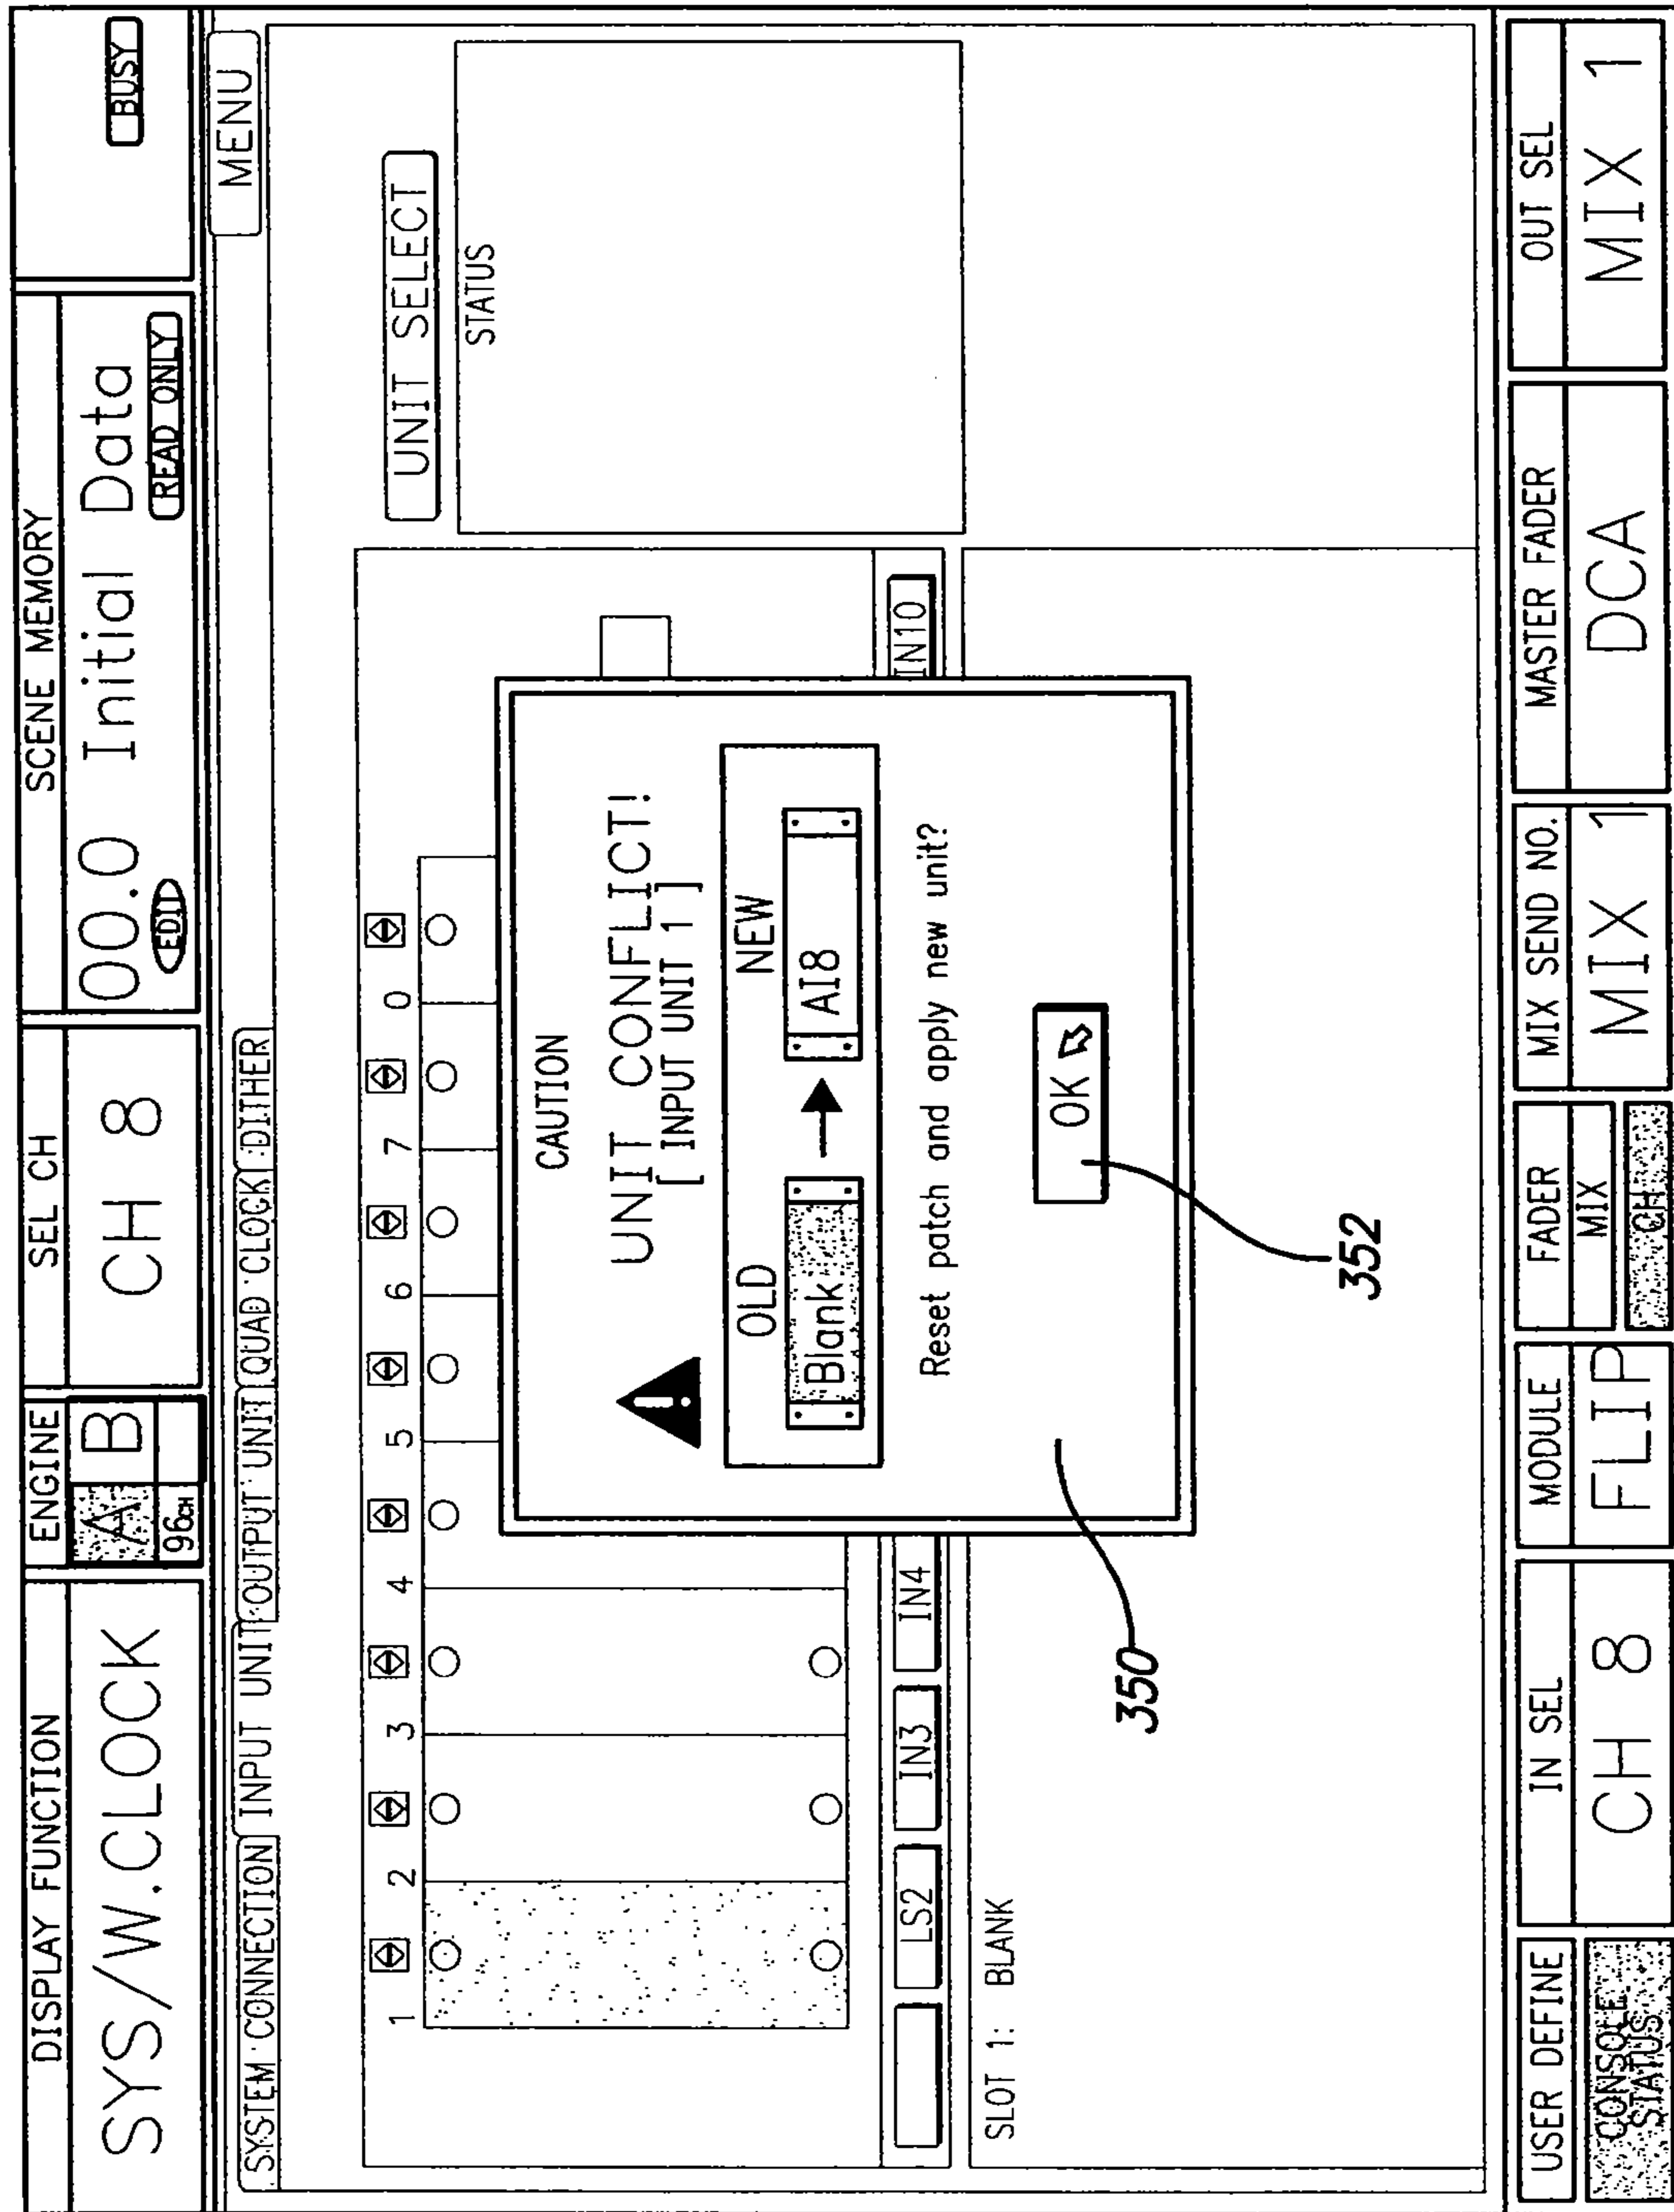 DISPLAY FUNCTION
SYS/W.CLOCK
ENGINE
A B
96CH
SEL CH
CH 8
SCENE MEMORY
00.0 Initial Data
EDIT
READ ONLY
BUSY
SYSTEM CONNECTION
INPUT UNIT
OUTPUT UNIT
QUAD CLOCK
DITHER
MENU
1 2 3 4 5 6 7 0
UNIT SELECT
STATUS
CAUTION
UNIT CONFLICT!
[ INPUT UNIT 1 ]
OLD NEW
Blank AI8
Reset patch and apply new unit?
OK
LS2 IN3 IN4 IN10
SLOT 1: BLANK
350
352
USER DEFINE
CONSOLE
STATUS
IN SEL
CH 8
MODULE
FLIP
FADER
MIX
CH
MIX SEND NO.
MIX 1
MASTER FADER
DCA
OUT SEL
MIX 1